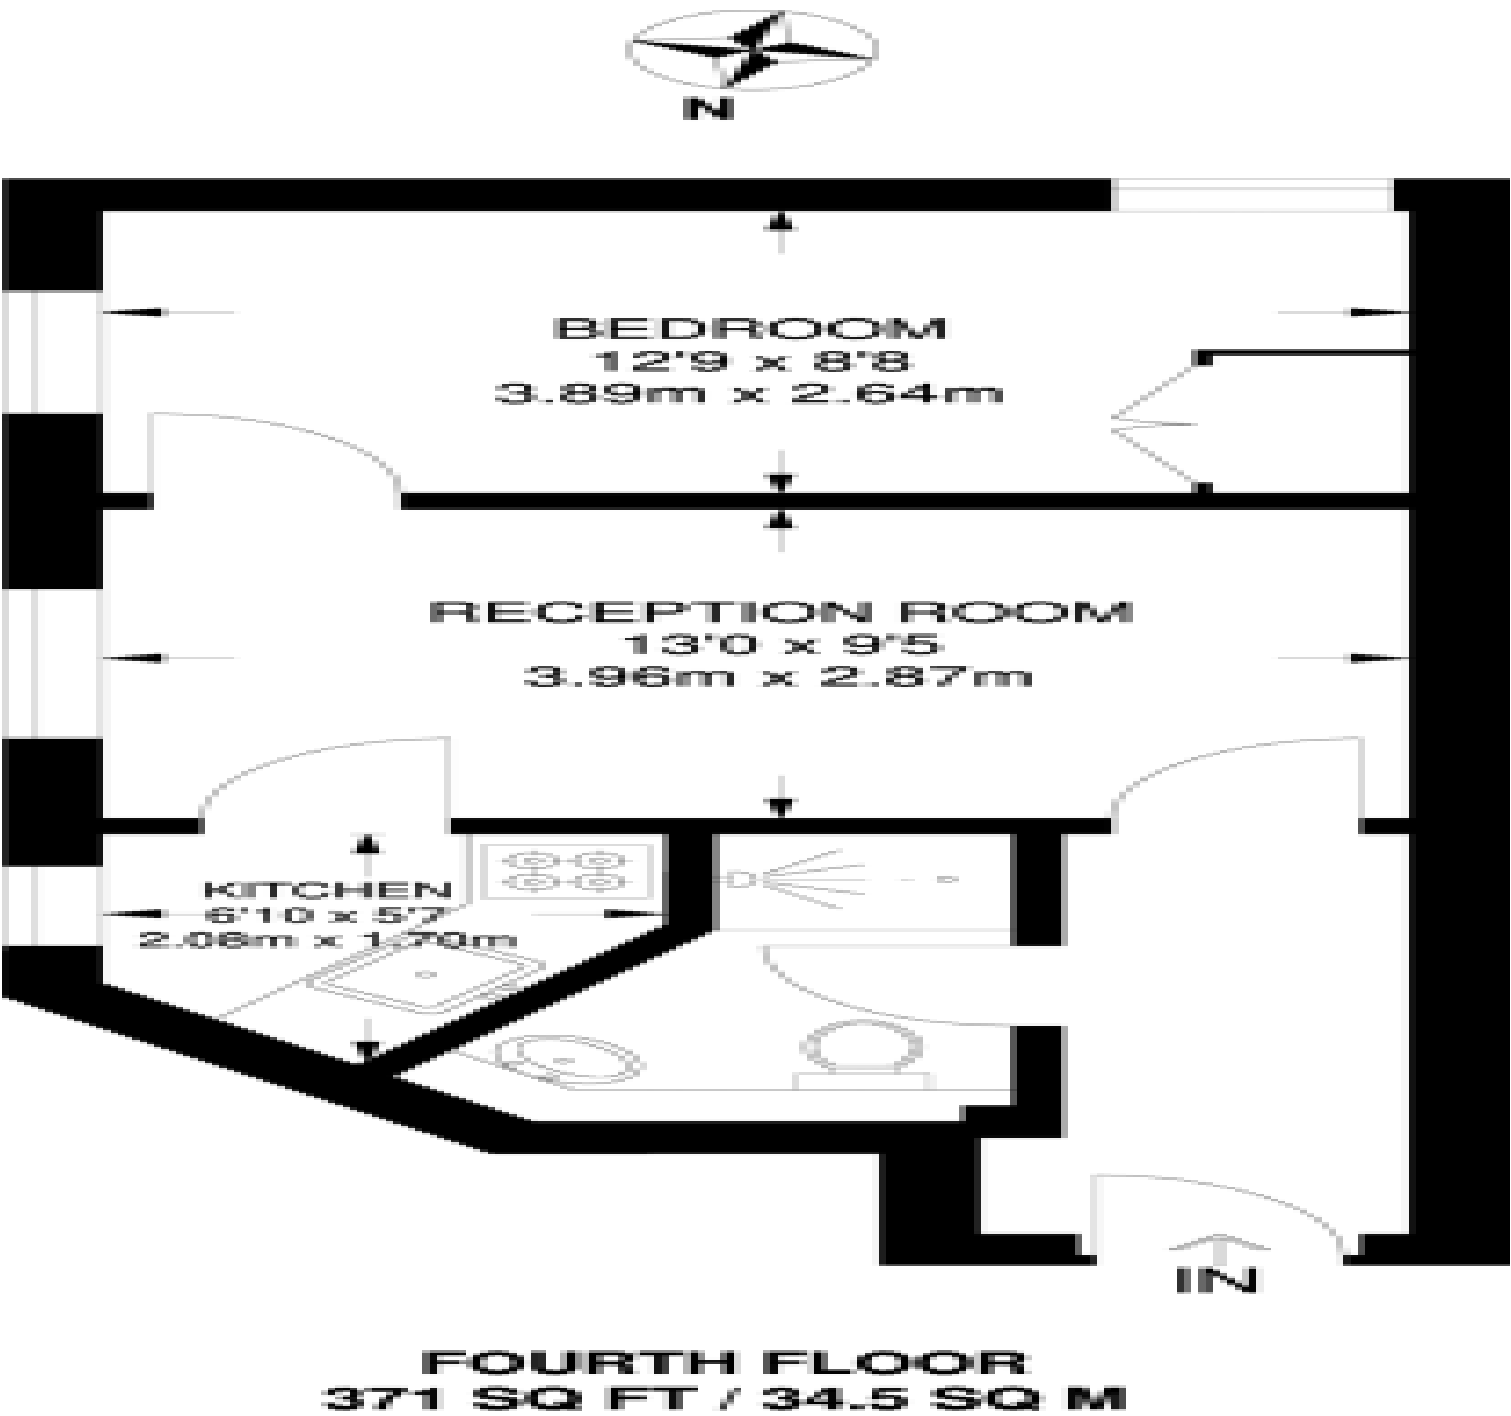 N
BEDROOM
12'9 x 8'8
3.89m x 2.64m
RECEPTION ROOM
13'0 x 9'5
3.96m x 2.87m
KITCHEN
6'10 x 5'7
2.08m x 1.70m
IN
FOURTH FLOOR
371 SQ FT / 34.5 SQ M